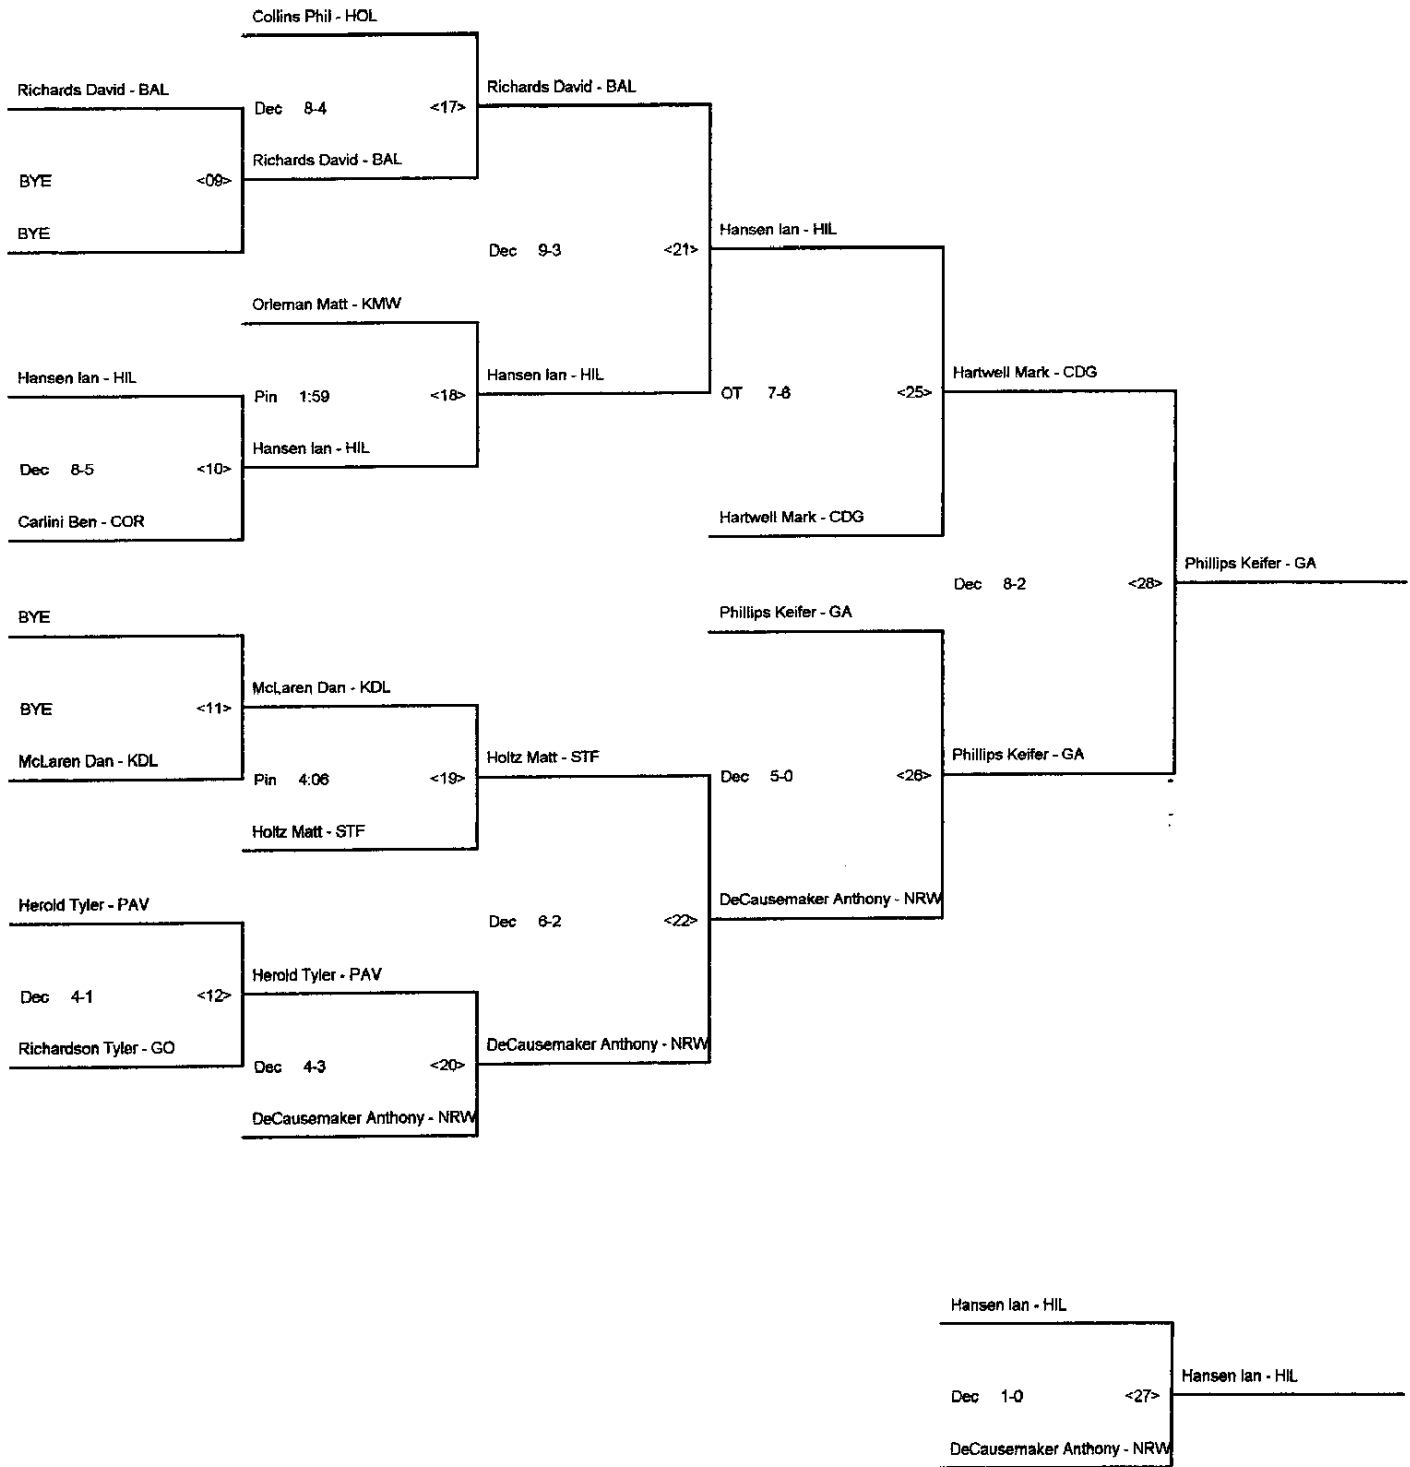 Collins Phil - HOL
Richards David - BAL
Richards David - BAL
Dec 8-4 <17>
Richards David - BAL
BYE <09>
BYE
Hansen Ian - HIL
Dec 9-3 <21>
Orleman Matt - KMW
Hansen Ian - HIL
Hansen Ian - HIL
Hartwell Mark - CDG
Pin 1:59 <18>
OT 7-6 <25>
Hansen Ian - HIL
Dec 8-5 <10>
Carlini Ben - COR
Hartwell Mark - CDG
Phillips Keifer - GA
Dec 8-2 <28>
BYE
Phillips Keifer - GA
McLaren Dan - KDL
BYE <11>
McLaren Dan - KDL
Holtz Matt - STF
Phillips Keifer - GA
Pin 4:06 <19>
Dec 5-0 <26>
Holtz Matt - STF
Herold Tyler - PAV
DeCausemaker Anthony - NRW
Dec 6-2 <22>
Herold Tyler - PAV
Dec 4-1 <12>
Richardson Tyler - GO
DeCausemaker Anthony - NRW
Dec 4-3 <20>
DeCausemaker Anthony - NRW
Hansen Ian - HIL
Hansen Ian - HIL
Dec 1-0 <27>
DeCausemaker Anthony - NRW